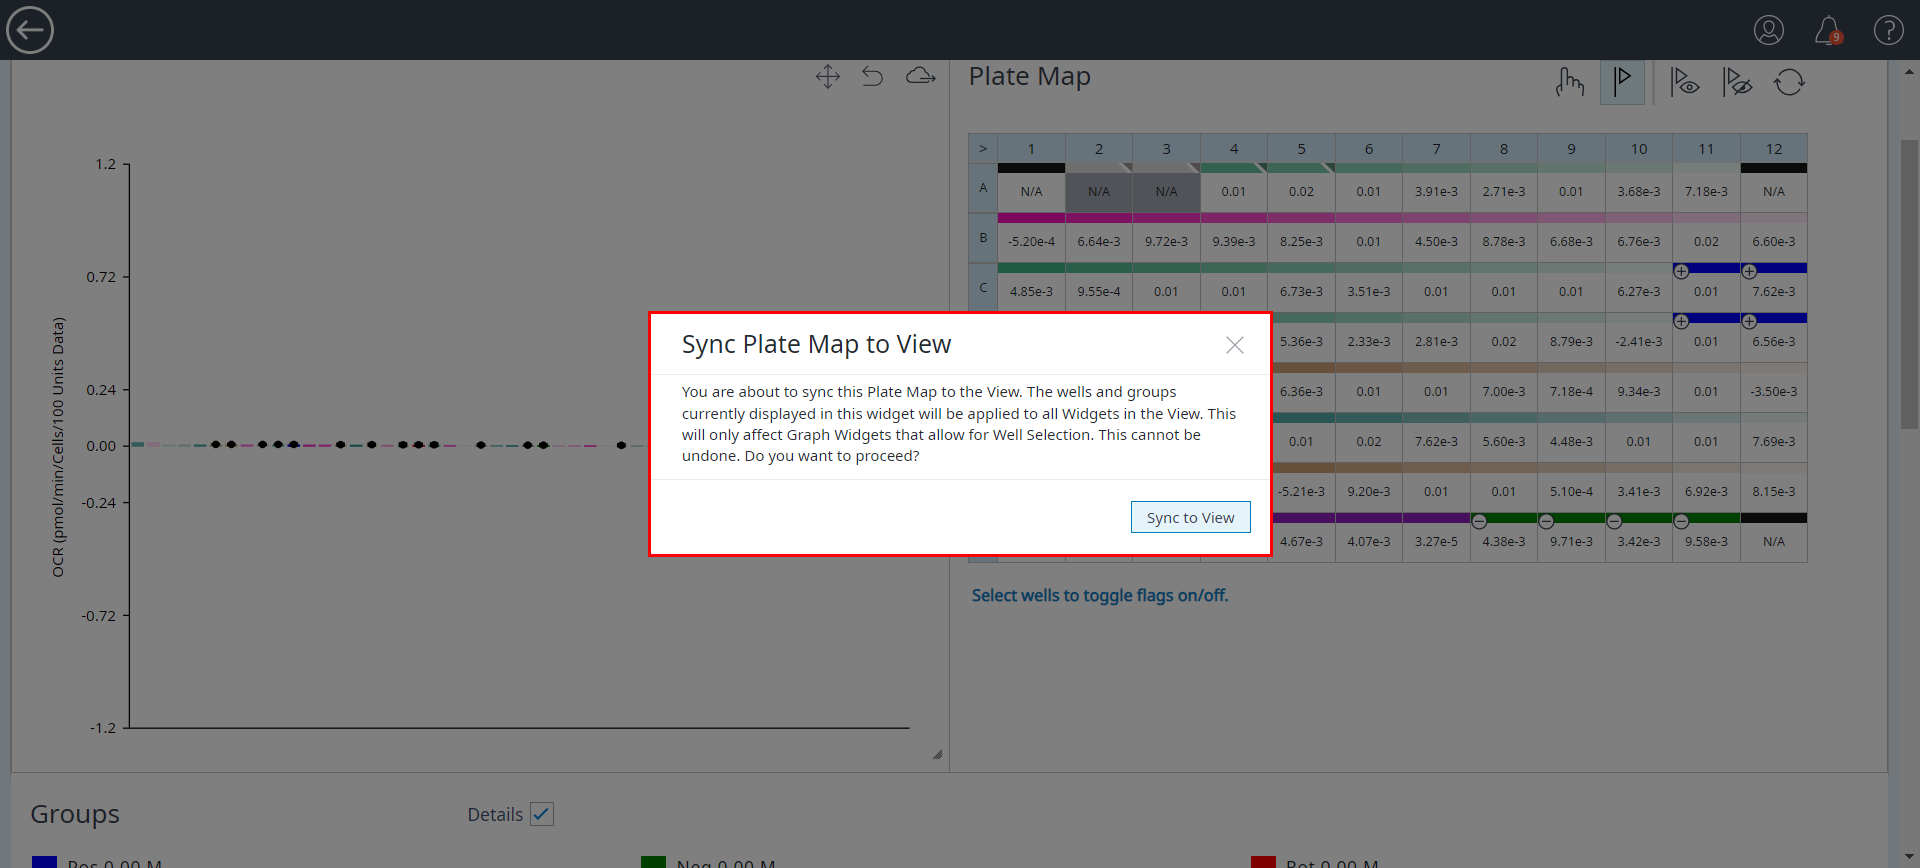 9
?
Plate Map
1.2
0.72
0.24
0.00
-0.24
-0.72
-1.2
OCR (pmol/min/Cells/100 Units Data)
> 1 2 3 4 5 6 7 8 9 10 11 12
A N/A N/A N/A 0.01 0.02 0.01 3.91e-3 2.71e-3 0.01 3.68e-3 7.18e-3 N/A
B -5.20e-4 6.64e-3 9.72e-3 9.39e-3 8.25e-3 0.01 4.50e-3 8.78e-3 6.68e-3 6.76e-3 0.02 6.60e-3
C 4.85e-3 9.55e-4 0.01 0.01 6.73e-3 3.51e-3 0.01 0.01 0.01 6.27e-3 0.01 7.62e-3
5.36e-3 2.33e-3 2.81e-3 0.02 8.79e-3 -2.41e-3 0.01 6.56e-3
6.36e-3 0.01 0.01 7.00e-3 7.18e-4 9.34e-3 0.01 -3.50e-3
0.01 0.02 7.62e-3 5.60e-3 4.48e-3 0.01 0.01 7.69e-3
-5.21e-3 9.20e-3 0.01 0.01 5.10e-4 3.41e-3 6.92e-3 8.15e-3
4.67e-3 4.07e-3 3.27e-5 4.38e-3 9.71e-3 3.42e-3 9.58e-3 N/A
Select wells to toggle flags on/off.
Sync Plate Map to View
You are about to sync this Plate Map to the View. The wells and groups
currently displayed in this widget will be applied to all Widgets in the View. This
will only affect Graph Widgets that allow for Well Selection. This cannot be
undone. Do you want to proceed?
Sync to View
Groups
Details
Pos 0.00 M
Neg 0.00 M
Rot 0.00 M